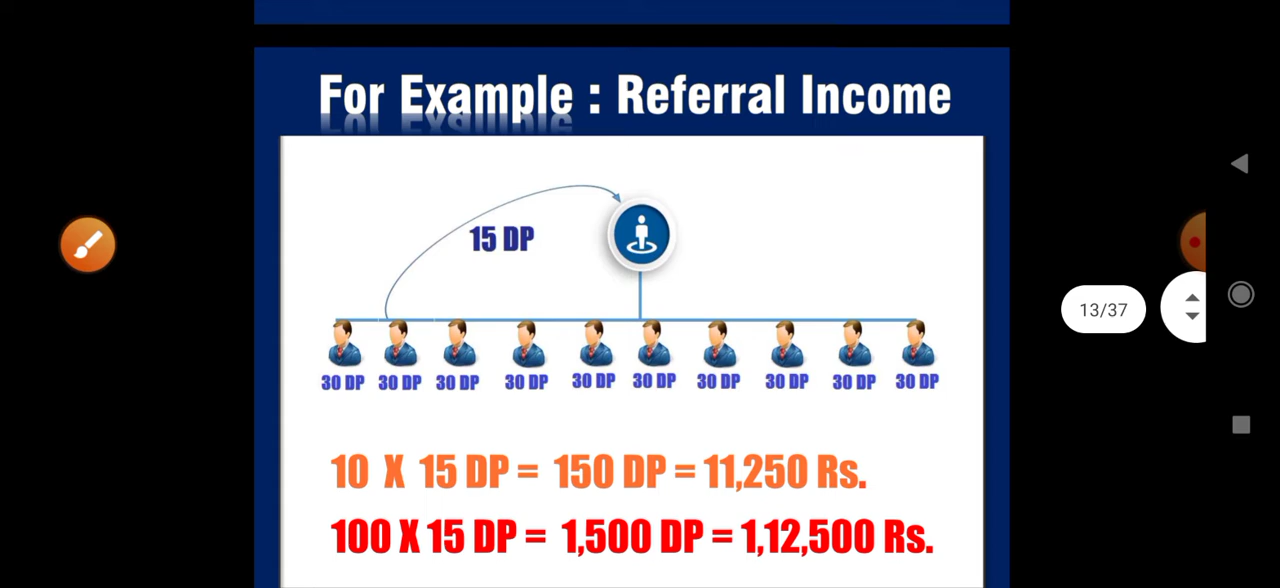 For Example : Referral Income
15 DP
13/37
30 DP 30 DP 30 DP 30 DP 30 DP 30 DP 30 DP 30 DP 30 DP 30 DP
10 X 15 DP = 150 DP = 11,250 Rs.
100 X 15 DP = 1,500 DP = 1,12,500 Rs.